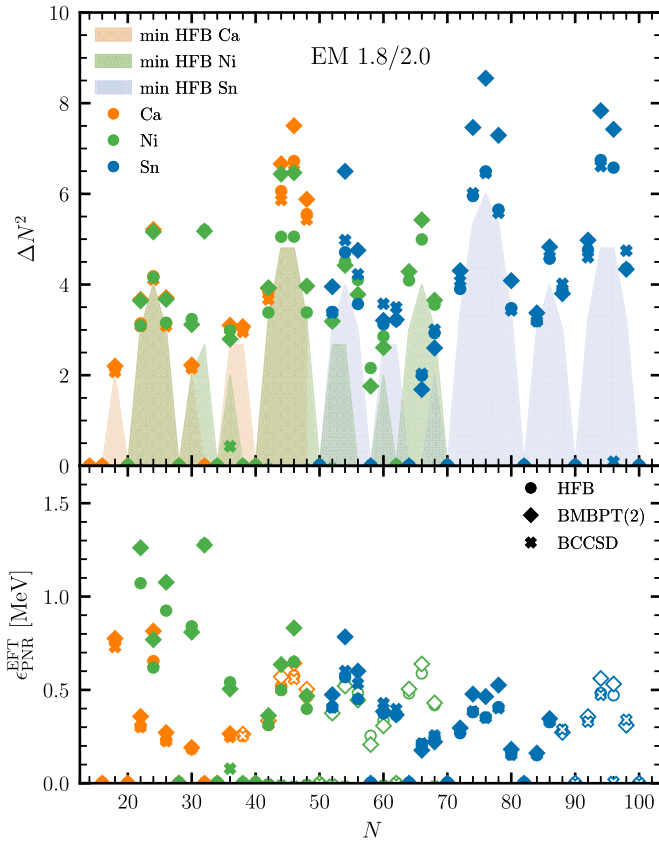 10
8
6
4
2
0
ΔN²
min HFB Ca
min HFB Ni
min HFB Sn
Ca
Ni
Sn
EM 1.8/2.0
1.5
1.0
0.5
0.0
ϵ^EFT_PNR [MeV]
HFB
BMBPT(2)
BCCSD
20 30 40 50 60 70 80 90 100
N